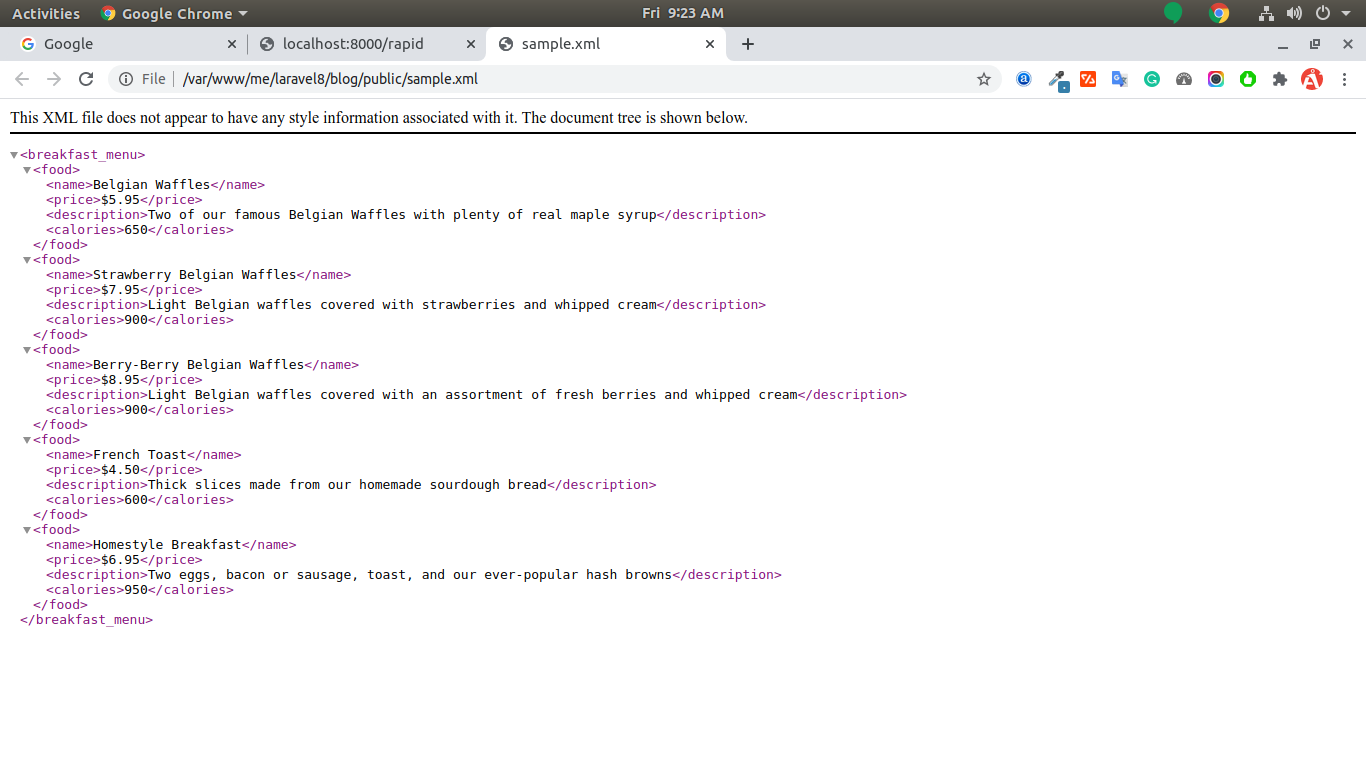 Activities Google Chrome Fri 9:23 AM
Google localhost:8000/rapid sample.xml
File /var/www/me/laravel8/blog/public/sample.xml
This XML file does not appear to have any style information associated with it. The document tree is shown below.
<breakfast_menu>
<food>
<name>Belgian Waffles</name>
<price>$5.95</price>
<description>Two of our famous Belgian Waffles with plenty of real maple syrup</description>
<calories>650</calories>
</food>
<food>
<name>Strawberry Belgian Waffles</name>
<price>$7.95</price>
<description>Light Belgian waffles covered with strawberries and whipped cream</description>
<calories>900</calories>
</food>
<food>
<name>Berry-Berry Belgian Waffles</name>
<price>$8.95</price>
<description>Light Belgian waffles covered with an assortment of fresh berries and whipped cream</description>
<calories>900</calories>
</food>
<food>
<name>French Toast</name>
<price>$4.50</price>
<description>Thick slices made from our homemade sourdough bread</description>
<calories>600</calories>
</food>
<food>
<name>Homestyle Breakfast</name>
<price>$6.95</price>
<description>Two eggs, bacon or sausage, toast, and our ever-popular hash browns</description>
<calories>950</calories>
</food>
</breakfast_menu>